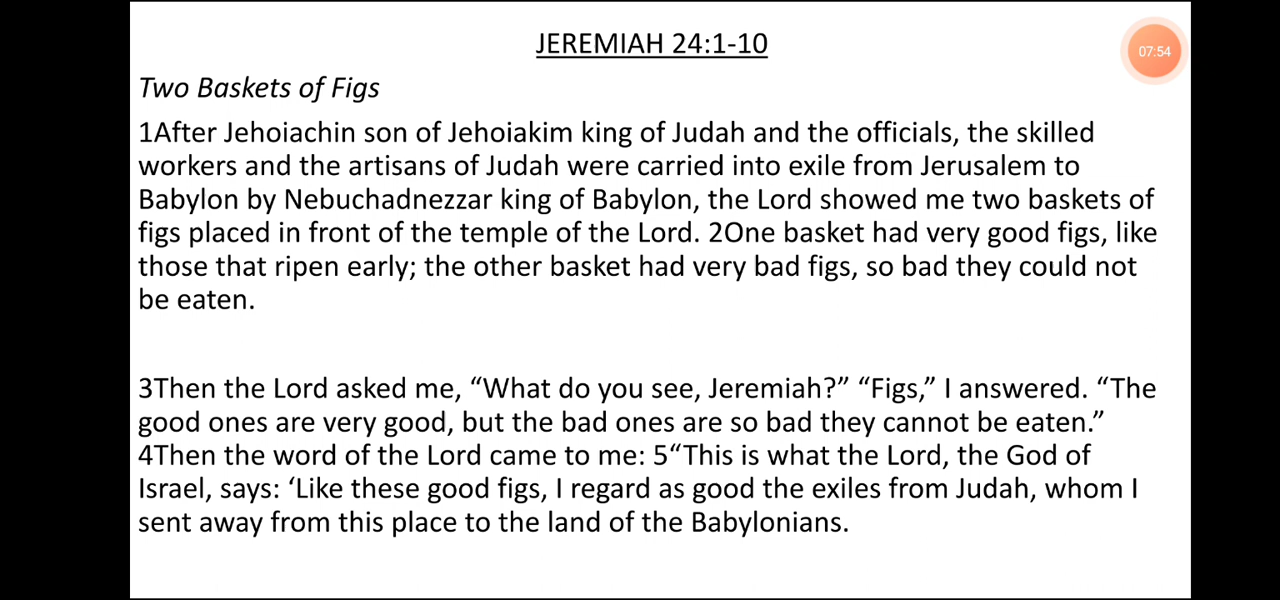 JEREMIAH 24:1-10
07:54
Two Baskets of Figs
1After Jehoiachin son of Jehoiakim king of Judah and the officials, the skilled
workers and the artisans of Judah were carried into exile from Jerusalem to
Babylon by Nebuchadnezzar king of Babylon, the Lord showed me two baskets of
figs placed in front of the temple of the Lord. 2One basket had very good figs, like
those that ripen early; the other basket had very bad figs, so bad they could not
be eaten.
3Then the Lord asked me, “What do you see, Jeremiah?” “Figs,” I answered. “The
good ones are very good, but the bad ones are so bad they cannot be eaten.”
4Then the word of the Lord came to me: 5“This is what the Lord, the God of
Israel, says: ‘Like these good figs, I regard as good the exiles from Judah, whom I
sent away from this place to the land of the Babylonians.